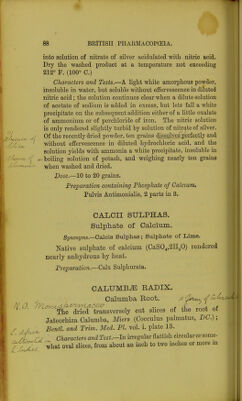 88 BRITISH PHARMACOPŒIA.
into solution of nitrate of silver acidulated with nitric acid.
Dry the washed product at a temperature not exceeding
212° F. (100° C.)
Characters and Tests.—A light white amorphous powder,
insoluble in water, but soluble without effervescence in diluted
nitric acid; the solution continues clear when a dilute solution
of acetate of sodium is added in excess, but lets fall a white
precipitate on the subsequent addition either of a little oxalate
of ammonium or of perchloride of iron. The nitric solution
is only rendered slightly turbid by solution of nitrate of silver.
Of the recently dried powder, ten grains dissolve perfectly and
without effervescence in diluted hydrochloric acid, and the
solution yields with ammonia a white precipitate, insoluble in
boiling solution of potash, and weighing nearly ten grains
when washed and dried.
Dose.—10 to 20 grains.
Preparation containing Phosphate of Calcium.
Pulvis Antimonialis, 2 parts in 3.
CALCII SULPHAS.
Sulphate of Calcium.
Synonyms.—Calcis Sulphas; Sulphate of Lime.
Native sulphate of calcium (CaSO₄,2H₂O) rendered
nearly anhydrous by heat.
Preparation.—Calx Sulphurata.
CALUMBÆ RADIX.
Calumba Root.
N.O.
The dried transversely cut slices of the root of
Jateorhiza Calumba, Miers (Cocculus palmatus, DC.);
Bentl. and Trim. Med. Pl. vol. i. plate 13.
Characters and Test.—In irregular flattish circular or some-
what oval slices, from about an inch to two inches or more in